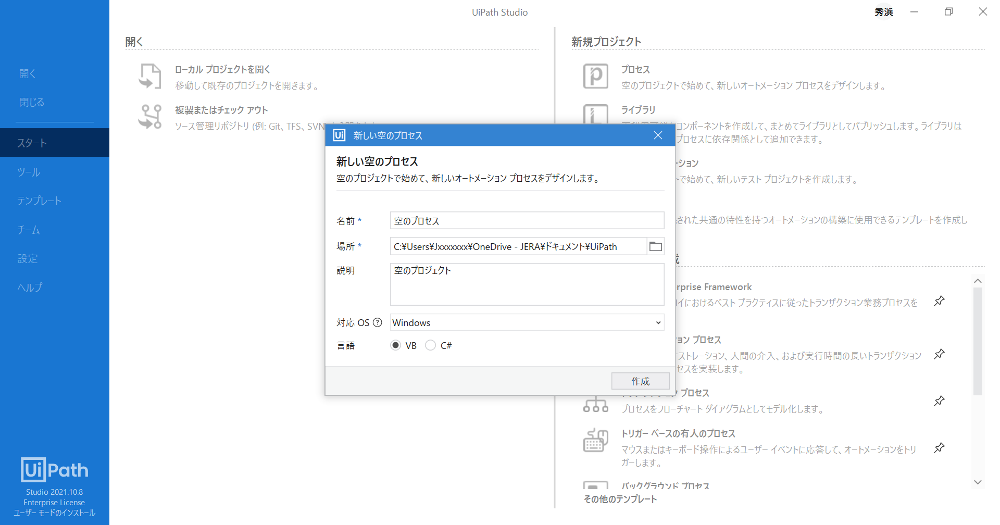 UiPath Studio
秀浜
開く
閉じる
スタート
ツール
テンプレート
チーム
設定
ヘルプ
UiPath
Studio 2021.10.8
Enterprise License
ユーザー モードのインストール
開く
ローカル プロジェクトを開く
移動して既存のプロジェクトを開きます。
複製またはチェック アウト
ソース管理リポジトリ (例: Git、TFS、SVN)
新規プロジェクト
プロセス
空のプロジェクトで始めて、新しいオートメーション プロセスをデザインします。
ライブラリ
コンポーネントを作成して、まとめてライブラリとしてパブリッシュします。ライブラリは
プロセスに依存関係として追加できます。
ーション
トで始めて、新しいテスト プロジェクトを作成します。
された共通の特性を持つオートメーションの構築に使用できるテンプレートを作成し
rprise Framework
イにおけるベスト プラクティスに従ったトランザクション業務プロセスを
ョン プロセス
ストレーション、人間の介入、および実行時間の長いトランザクション
セスを実装します。
プロセス
プロセスをフローチャート ダイアグラムとしてモデル化します。
トリガー ベースの有人のプロセス
マウスまたはキーボード操作によるユーザー イベントに応答して、オートメーションをトリ
ガーします。
バックグラウンド プロセス
その他のテンプレート
Ui 新しい空のプロセス
新しい空のプロセス
空のプロジェクトで始めて、新しいオートメーション プロセスをデザインします。
名前 * 空のプロセス
場所 * C:¥Users¥Jxxxxxxx¥OneDrive - JERA¥ドキュメント¥UiPath
説明 空のプロジェクト
対応 OS ? Windows
言語 VB C#
作成